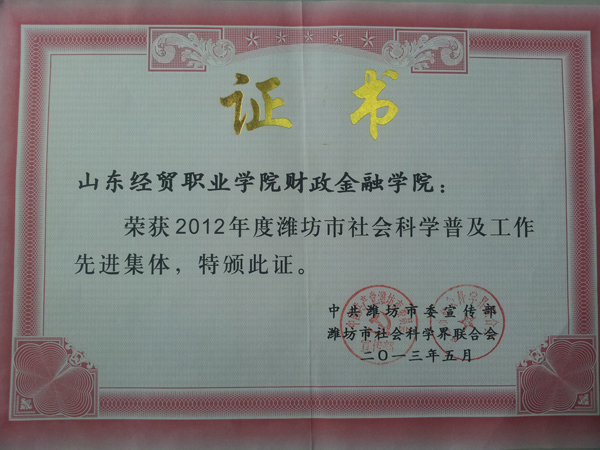 证书
山东经贸职业学院财政金融学院：
荣获2012年度潍坊市社会科学普及工作
先进集体，特颁此证。
中共潍坊市委宣传部
潍坊市社会科学界联合会
二〇一三年五月